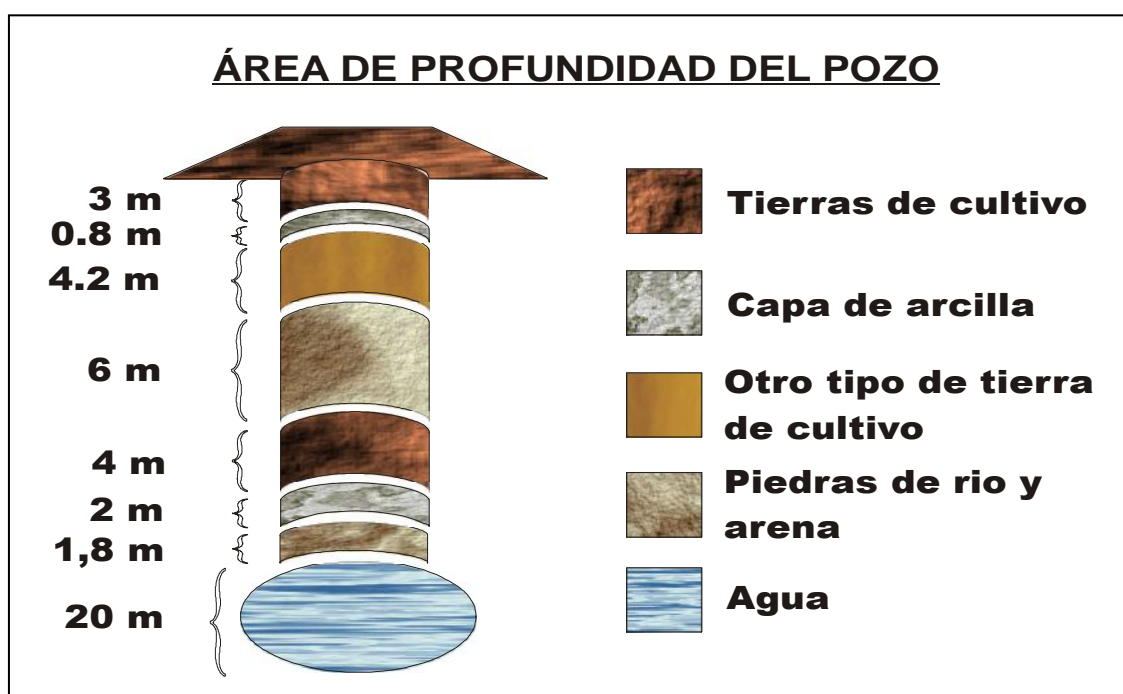 ÁREA DE PROFUNDIDAD DEL POZO
3 m
0.8 m
4.2 m
6 m
4 m
2 m
1,8 m
20 m
Tierras de cultivo
Capa de arcilla
Otro tipo de tierra
de cultivo
Piedras de rio y
arena
Agua